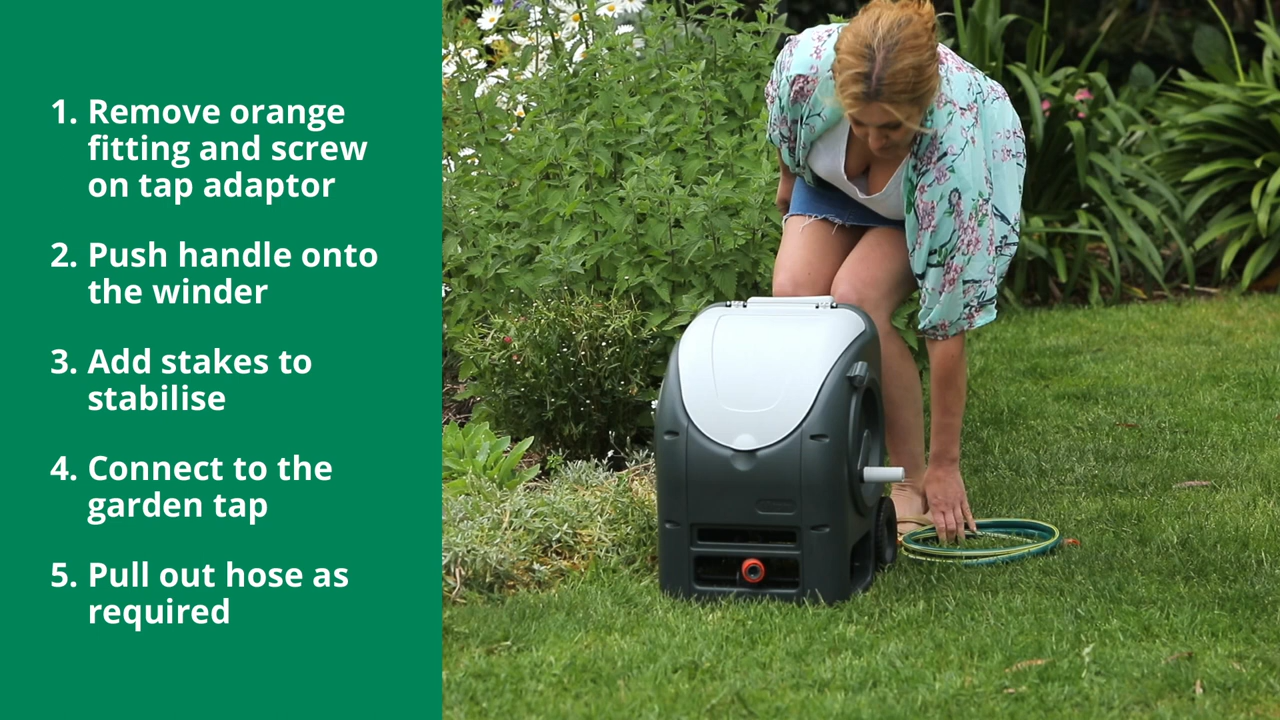 1. Remove orange
fitting and screw
on tap adaptor
2. Push handle onto
the winder
3. Add stakes to
stabilise
4. Connect to the
garden tap
5. Pull out hose as
required